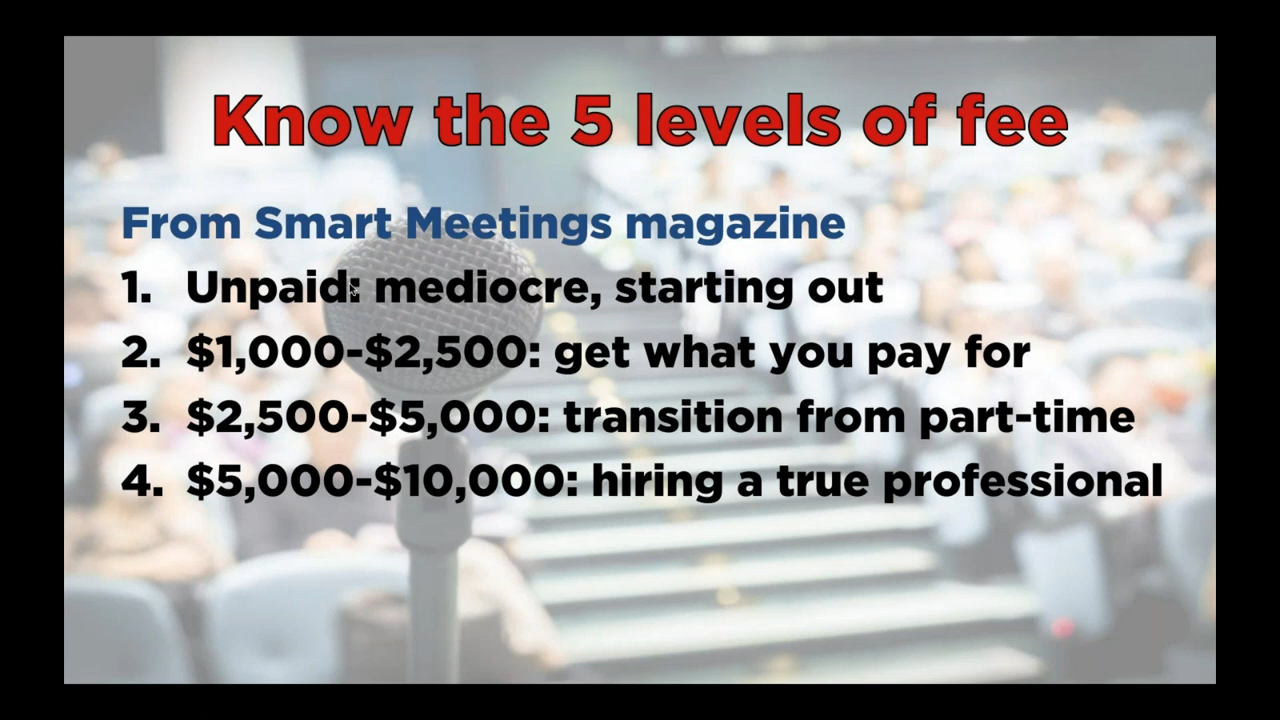 Know the 5 levels of fee
From Smart Meetings magazine
1. Unpaid: mediocre, starting out
2. $1,000-$2,500: get what you pay for
3. $2,500-$5,000: transition from part-time
4. $5,000-$10,000: hiring a true professional